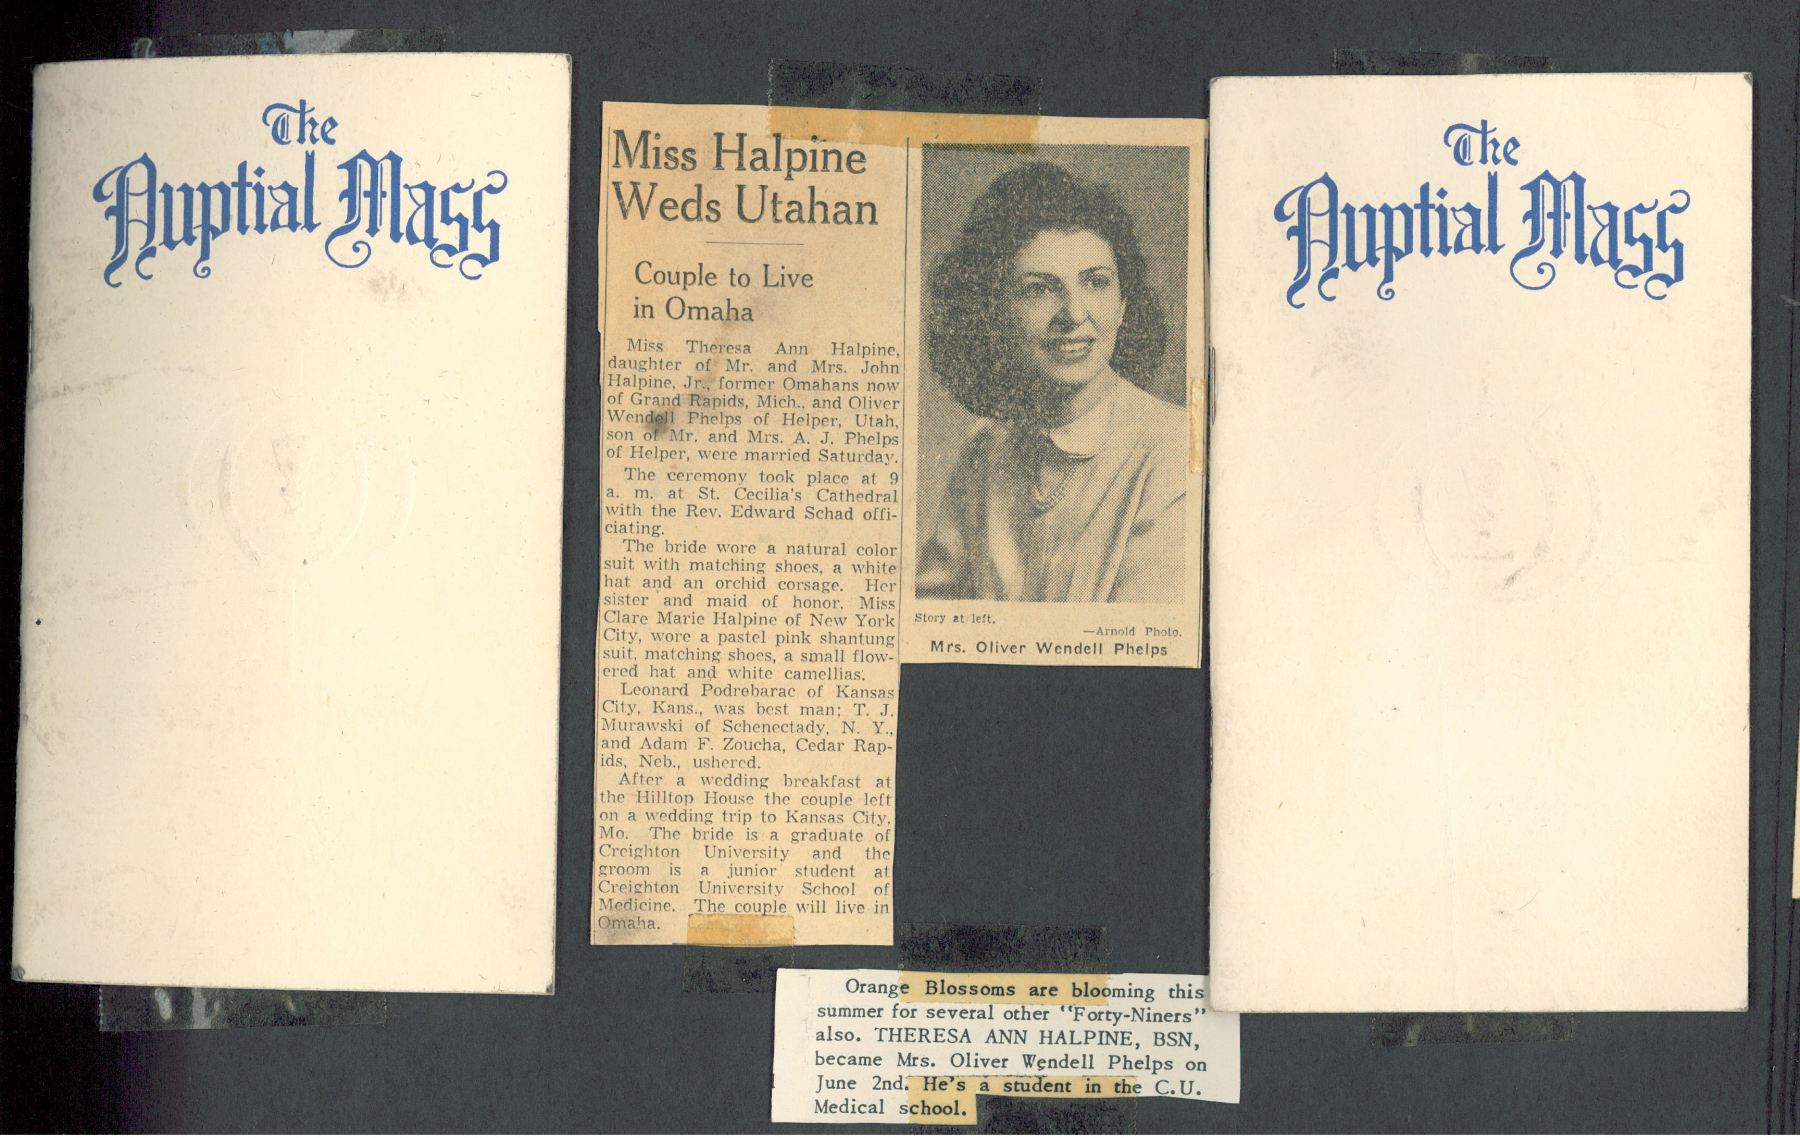 The
Nuptial Mass
Miss Halpine
Weds Utahan
Couple to Live
in Omaha
Miss Theresa Ann Halpine,
daughter of Mr. and Mrs. John
Halpine, Jr., former Omahans now
of Grand Rapids, Mich., and Oliver
Wendell Phelps of Helper, Utah,
son of Mr. and Mrs. A. J. Phelps
of Helper, were married Saturday.
The ceremony took place at 9
a. m. at St. Cecilia's Cathedral
with the Rev. Edward Schad offi-
ciating.
The bride wore a natural color
suit with matching shoes, a white
hat and an orchid corsage. Her
sister and maid of honor, Miss
Clare Marie Halpine of New York
City, wore a pastel pink shantung
suit, matching shoes, a small flow-
ered hat and white camellias.
Leonard Podrebarac of Kansas
City, Kans., was best man; T. J.
Murawski of Schenectady, N. Y.,
and Adam F. Zoucha, Cedar Rap-
ids, Neb., ushered.
After a wedding breakfast at
the Hilltop House the couple left
on a wedding trip to Kansas City,
Mo. The bride is a graduate of
Creighton University and the
groom is a junior student at
Creighton University School of
Medicine. The couple will live in
Omaha.
Story at left.
—Arnold Photo.
Mrs. Oliver Wendell Phelps
Orange Blossoms are blooming this
summer for several other "Forty-Niners"
also. THERESA ANN HALPINE, BSN,
became Mrs. Oliver Wendell Phelps on
June 2nd. He's a student in the C.U.
Medical school.
The
Nuptial Mass